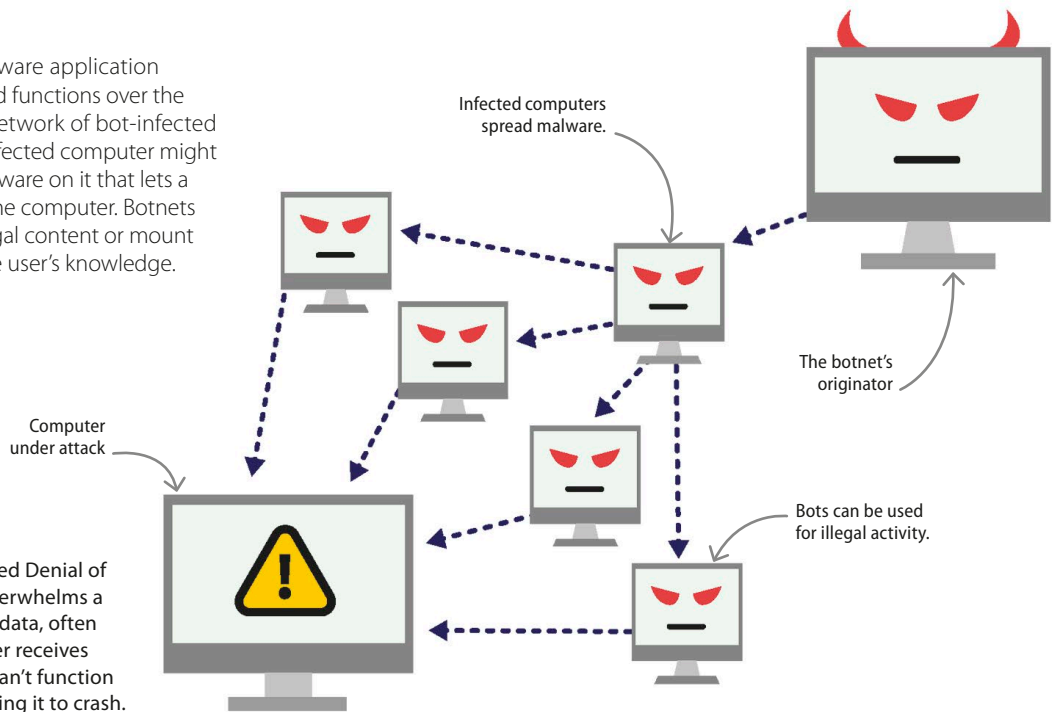 ware application
d functions over the
etwork of bot-infected
fected computer might
ware on it that lets a
ne computer. Botnets
gal content or mount
e user's knowledge.
Infected computers
spread malware.
The botnet's
originator
Computer
under attack
Bots can be used
for illegal activity.
ed Denial of
erwhelms a
data, often
er receives
an't function
ing it to crash.